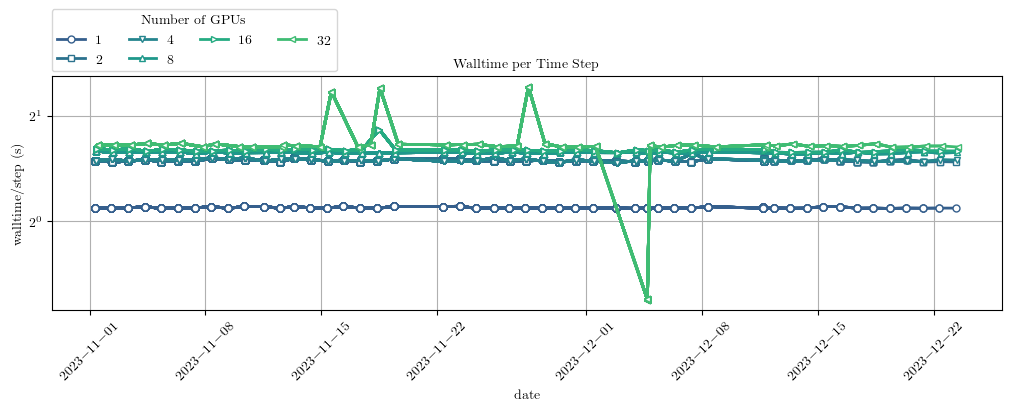 Number of GPUs
1 4 16 32
2 8
Walltime per Time Step
walltime/step (s)
2^1
2^0
2023−11−01 2023−11−08 2023−11−15 2023−11−22 2023−12−01 2023−12−08 2023−12−15 2023−12−22
date